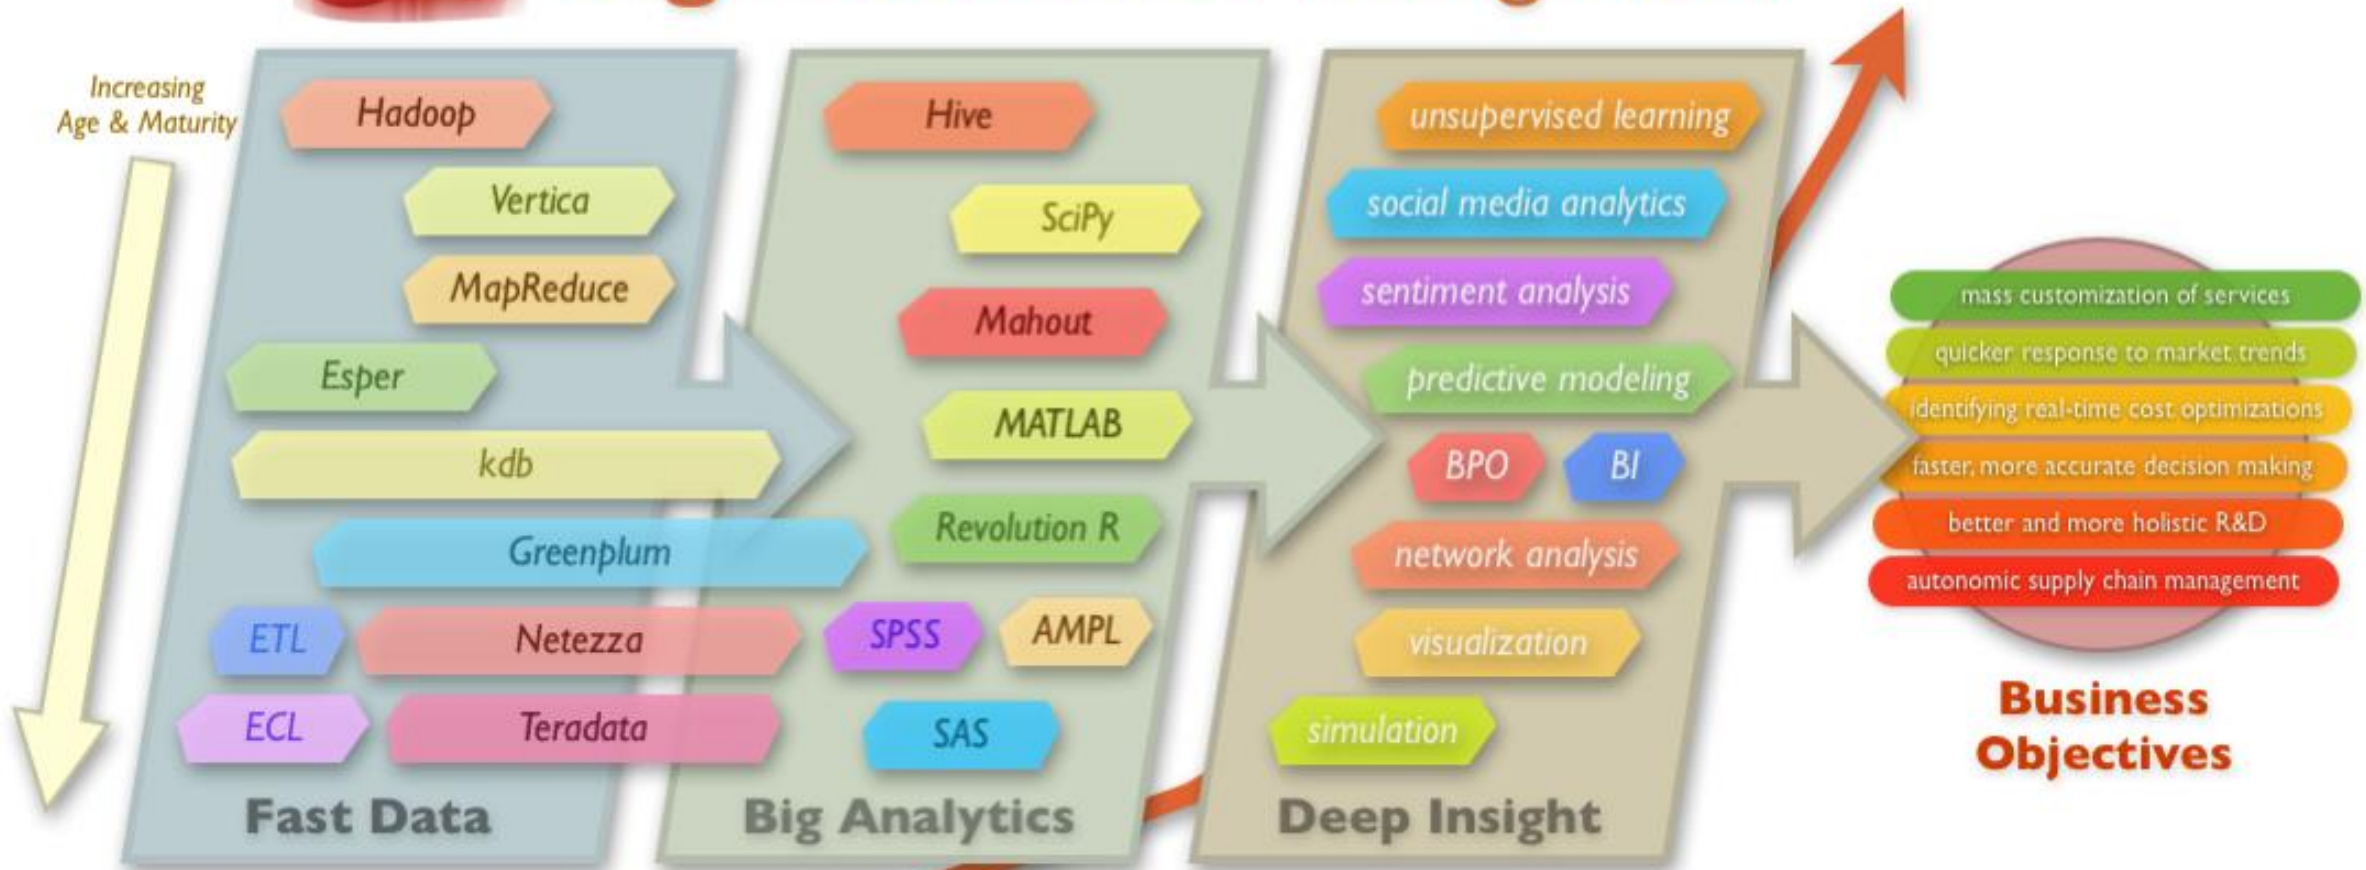 Increasing
Age & Maturity
Hadoop
Vertica
MapReduce
Esper
kdb
Greenplum
ETL
Netezza
ECL
Teradata
Fast Data
Hive
SciPy
Mahout
MATLAB
Revolution R
SPSS
AMPL
SAS
Big Analytics
unsupervised learning
social media analytics
sentiment analysis
predictive modeling
BPO
BI
network analysis
visualization
simulation
Deep Insight
mass customization of services
quicker response to market trends
identifying real-time cost optimizations
faster, more accurate decision making
better and more holistic R&D
autonomic supply chain management
Business
Objectives